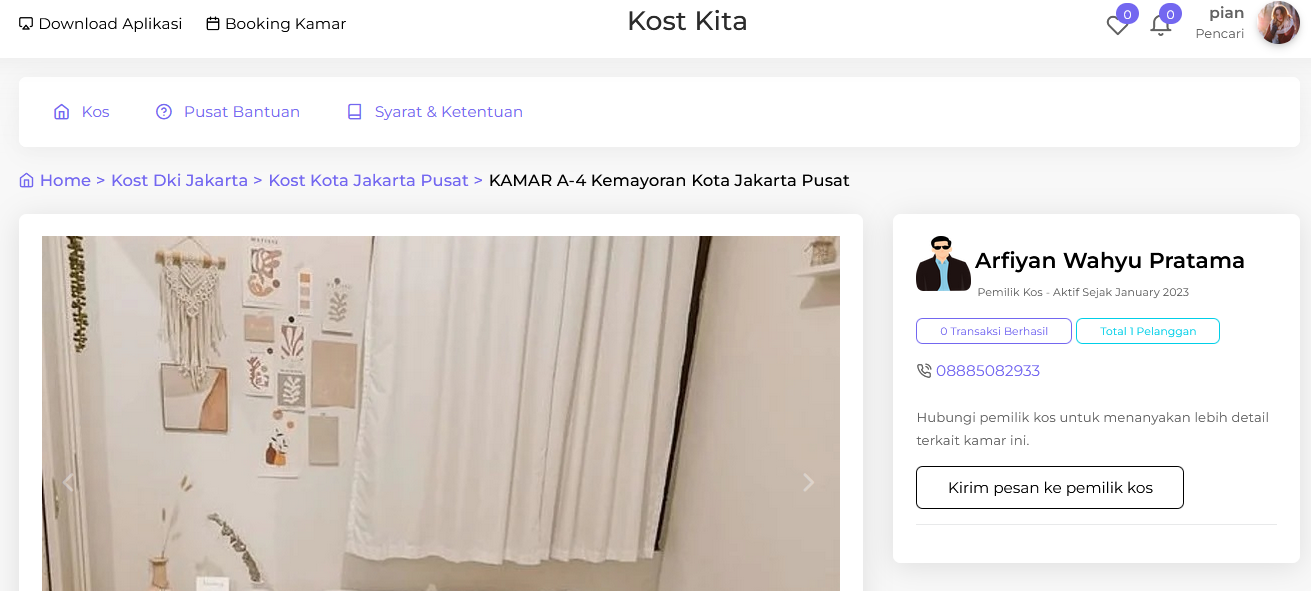 Download Aplikasi
Booking Kamar
Kost Kita
0
0
pian
Pencari
Kos
Pusat Bantuan
Syarat & Ketentuan
Home > Kost Dki Jakarta > Kost Kota Jakarta Pusat > KAMAR A-4 Kemayoran Kota Jakarta Pusat
MATISSE
Arfiyan Wahyu Pratama
Pemilik Kos - Aktif Sejak January 2023
0 Transaksi Berhasil
Total 1 Pelanggan
08885082933
Hubungi pemilik kos untuk menanyakan lebih detail
terkait kamar ini.
Kirim pesan ke pemilik kos